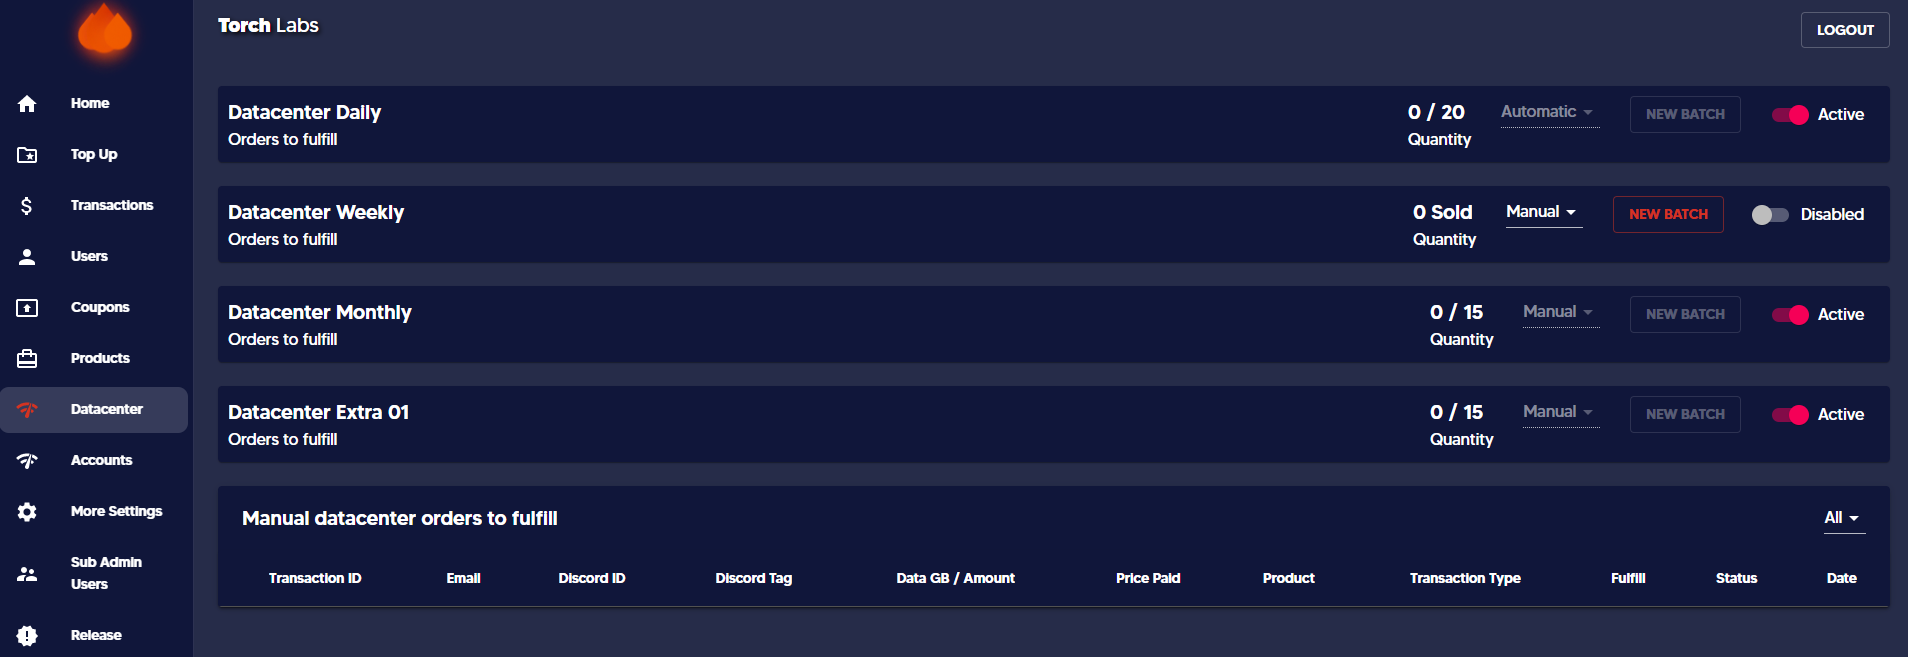 Torch Labs
LOGOUT
Home
Top Up
Transactions
Users
Coupons
Products
Datacenter
Accounts
More Settings
Sub Admin
Users
Release
Datacenter Daily
Orders to fulfill
0 / 20
Quantity
Automatic
NEW BATCH
Active
Datacenter Weekly
Orders to fulfill
0 Sold
Quantity
Manual
NEW BATCH
Disabled
Datacenter Monthly
Orders to fulfill
0 / 15
Quantity
Manual
NEW BATCH
Active
Datacenter Extra 01
Orders to fulfill
0 / 15
Quantity
Manual
NEW BATCH
Active
Manual datacenter orders to fulfill
All
Transaction ID Email Discord ID Discord Tag Data GB / Amount Price Paid Product Transaction Type Fulfill Status Date